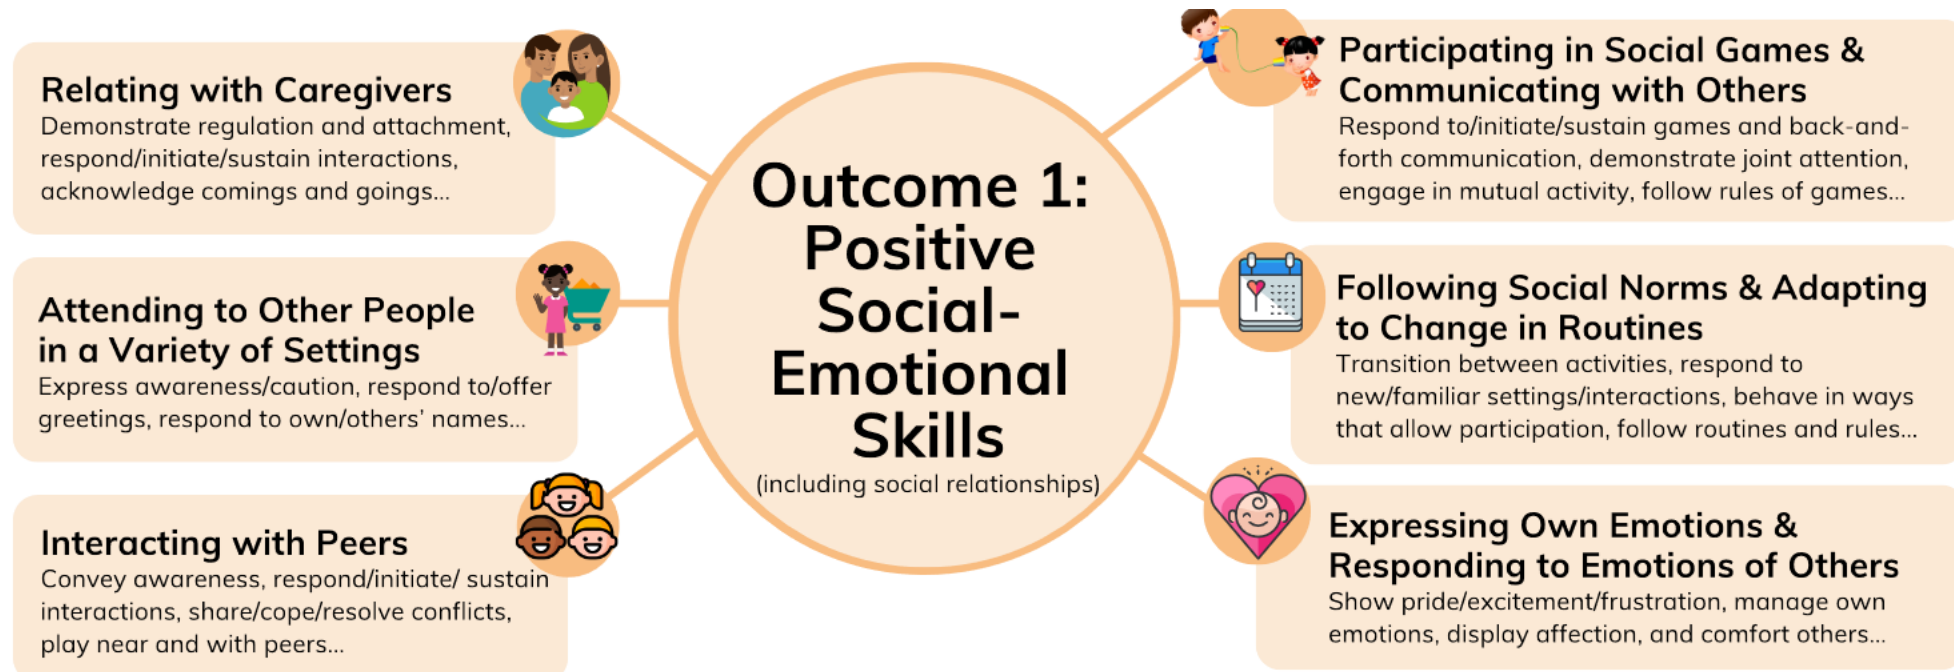 Relating with Caregivers
Demonstrate regulation and attachment,
respond/initiate/sustain interactions,
acknowledge comings and goings...
Attending to Other People
in a Variety of Settings
Express awareness/caution, respond to/offer
greetings, respond to own/others' names...
Interacting with Peers
Convey awareness, respond/initiate/ sustain
interactions, share/cope/resolve conflicts,
play near and with peers...
Outcome 1:
Positive
Social-
Emotional
Skills
(including social relationships)
Participating in Social Games &
Communicating with Others
Respond to/initiate/sustain games and back-and-
forth communication, demonstrate joint attention,
engage in mutual activity, follow rules of games...
Following Social Norms & Adapting
to Change in Routines
Transition between activities, respond to
new/familiar settings/interactions, behave in ways
that allow participation, follow routines and rules...
Expressing Own Emotions &
Responding to Emotions of Others
Show pride/excitement/frustration, manage own
emotions, display affection, and comfort others...